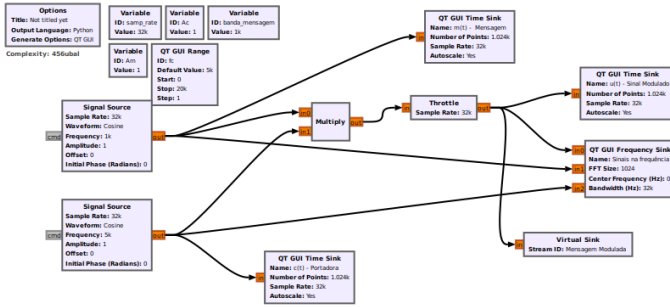 Options
Title: Not titled yet
Output Language: Python
Generate Options: QT GUI
Complexity: 456ubal
Variable
ID: samp_rate
Value: 32k
Variable
ID: Ac
Value: 1
Variable
ID: banda_mensagem
Value: 1k
Variable
ID: Am
Value: 1
QT GUI Range
ID: fc
Default Value: 5k
Start: 0
Stop: 20k
Step: 1
QT GUI Time Sink
Name: m(t) - Mensagem
Number of Points: 1.024k
Sample Rate: 32k
Autoscale: Yes
in
Signal Source
Sample Rate: 32k
Waveform: Cosine
Frequency: 1k
Amplitude: 1
Offset: 0
Initial Phase (Radians): 0
cmd
out
in0
in1
Multiply
out
in
Throttle
Sample Rate: 32k
out
in
QT GUI Time Sink
Name: u(t) - Sinal Modulado
Number of Points: 1.024k
Sample Rate: 32k
Autoscale: Yes
in0
in1
in2
QT GUI Frequency Sink
Name: Sinais na frequência
FFT Size: 1024
Center Frequency (Hz): 0
Bandwidth (Hz): 32k
Signal Source
Sample Rate: 32k
Waveform: Cosine
Frequency: 5k
Amplitude: 1
Offset: 0
Initial Phase (Radians): 0
cmd
out
in
Virtual Sink
Stream ID: Mensagem Modulada
in
QT GUI Time Sink
Name: c(t) - Portadora
Number of Points: 1.024k
Sample Rate: 32k
Autoscale: Yes